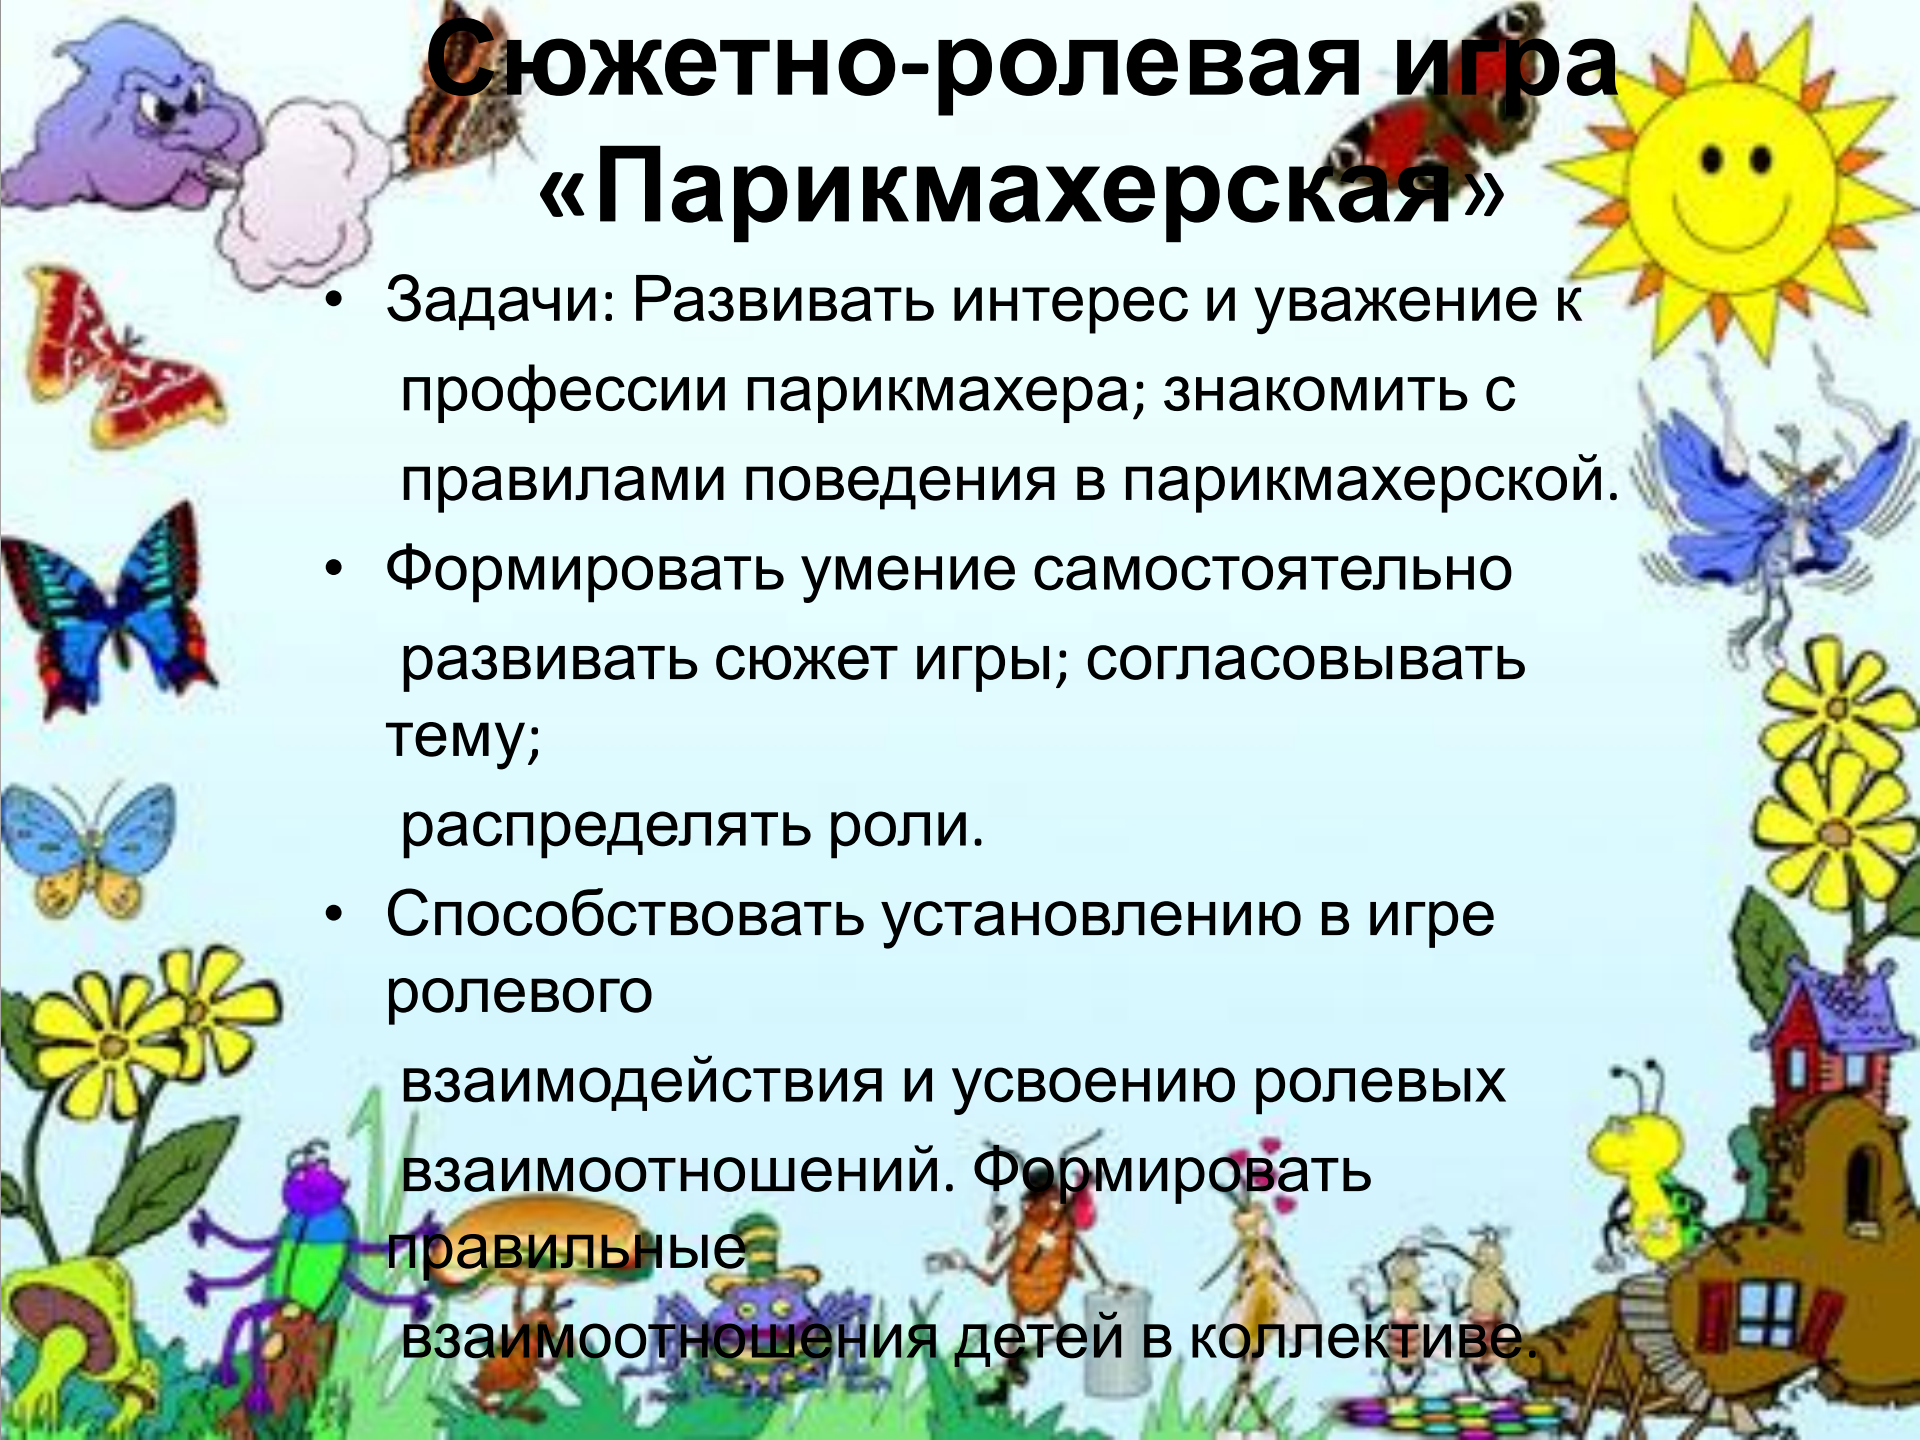 Сюжетно-ролевая игра
«Парикмахерская»
• Задачи: Развивать интерес и уважение к
профессии парикмахера; знакомить с
правилами поведения в парикмахерской.
• Формировать умение самостоятельно
развивать сюжет игры; согласовывать
тему;
распределять роли.
• Способствовать установлению в игре
ролевого
взаимодействия и усвоению ролевых
взаимоотношений. Формировать
правильные
взаимоотношения детей в коллективе.